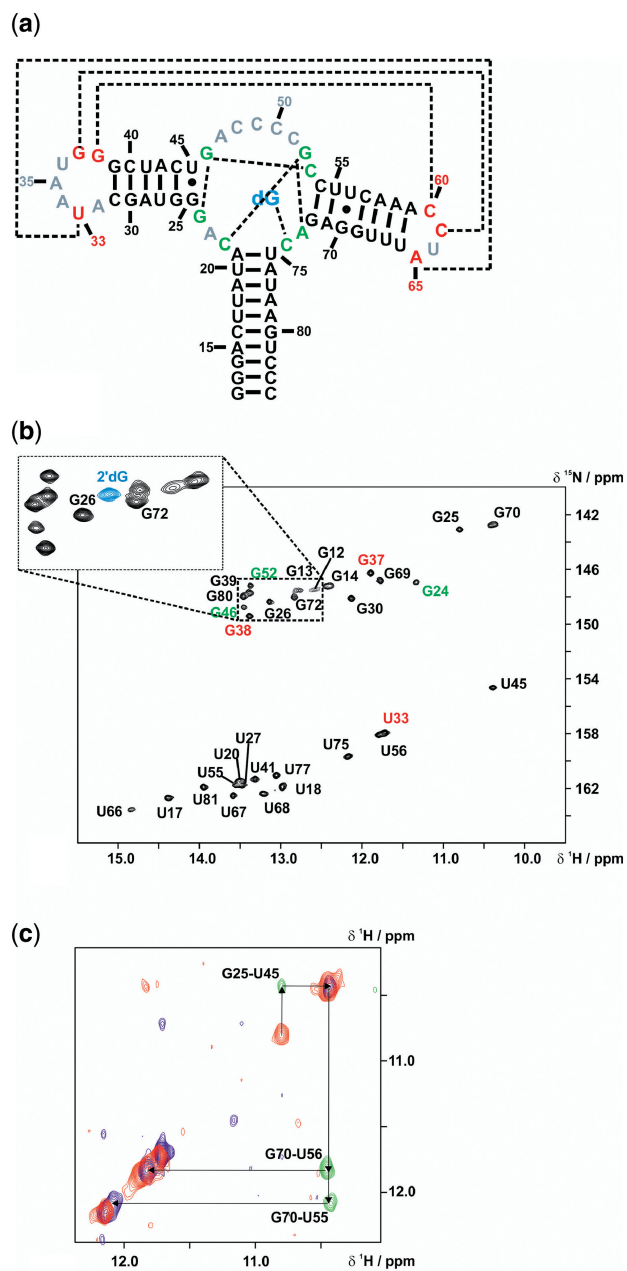 (a)
50
40
45
55
60
35
33
30
25
20
15
65
70
75
80
U G G G C U A C U G A C C C C G C C U U C A A A C C U A
A A U A C G A U G G G A C
dG
A C G A G G U U U
A U
U A
A U
U A
U A
C G
A U
G C
G C
G C
(b)
2'dG
G26
G72
δ 15N / ppm
142
146
150
154
158
162
G25
G70
G52
G13
G12
G37
G39
G14
G69
G80
G72
G24
G46
G26
G30
G38
U45
U33
U27
U20
U75
U56
U55
U41
U77
U81
U18
U66
U17
U67
U68
15.0 14.0 13.0 12.0 11.0 10.0 δ 1H / ppm
(c)
δ 1H / ppm
G25-U45
11.0
G70-U56
12.0
G70-U55
12.0 11.0 δ 1H / ppm